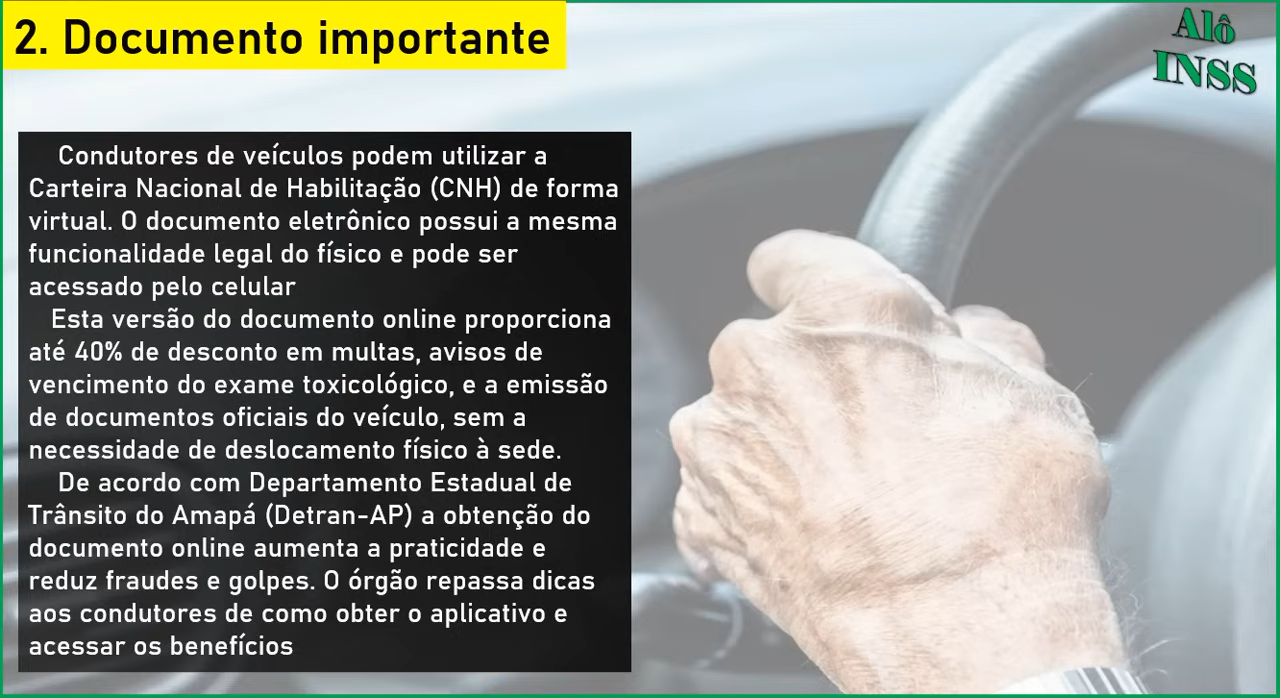 2. Documento importante
Alô
INSS
Condutores de veículos podem utilizar a
Carteira Nacional de Habilitação (CNH) de forma
virtual. O documento eletrônico possui a mesma
funcionalidade legal do físico e pode ser
acessado pelo celular
Esta versão do documento online proporciona
até 40% de desconto em multas, avisos de
vencimento do exame toxicológico, e a emissão
de documentos oficiais do veículo, sem a
necessidade de deslocamento físico à sede.
De acordo com Departamento Estadual de
Trânsito do Amapá (Detran-AP) a obtenção do
documento online aumenta a praticidade e
reduz fraudes e golpes. O órgão repassa dicas
aos condutores de como obter o aplicativo e
acessar os benefícios